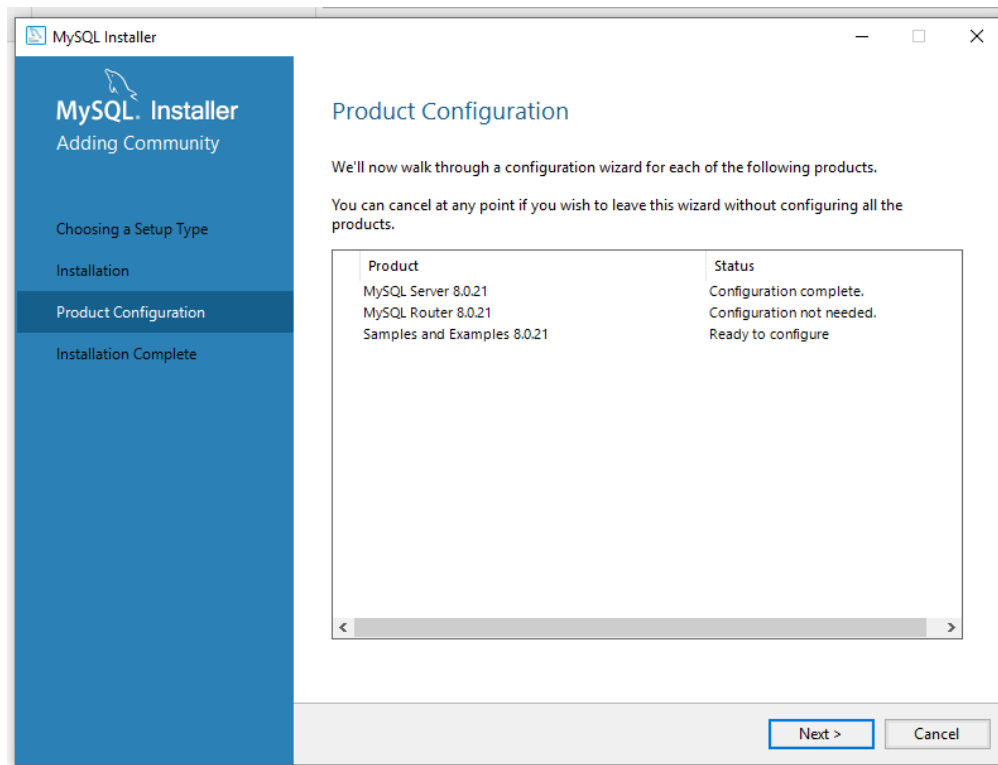 MySQL Installer
MySQL. Installer
Adding Community
Choosing a Setup Type
Installation
Product Configuration
Installation Complete
Product Configuration
We'll now walk through a configuration wizard for each of the following products.
You can cancel at any point if you wish to leave this wizard without configuring all the
products.
Product Status
MySQL Server 8.0.21 Configuration complete.
MySQL Router 8.0.21 Configuration not needed.
Samples and Examples 8.0.21 Ready to configure
Next > Cancel